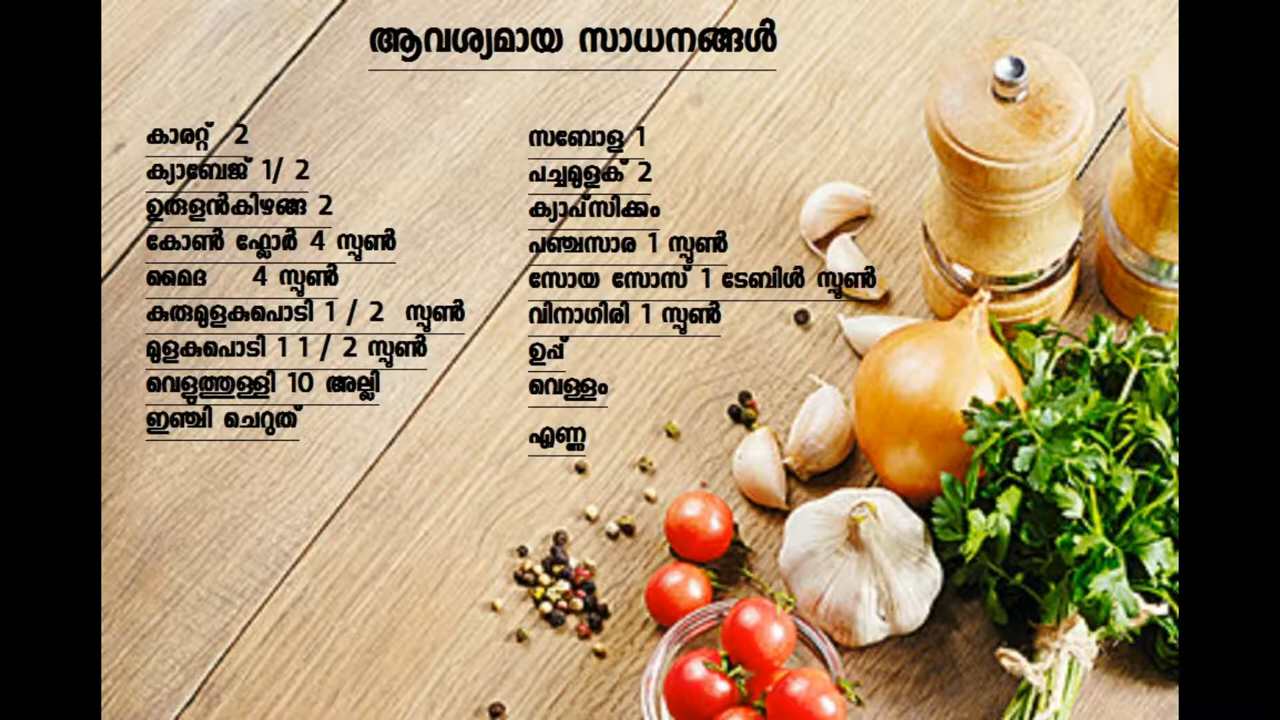 ആവശ്യമായ സാധനങ്ങൾ
കാരറ്റ് 2
ക്യാബേജ് 1/ 2
ഉരുളൻകിഴങ്ങ 2
കോൺ ഫ്ലോർ 4 സ്പൂൺ
മൈദ 4 സ്പൂൺ
കുരുമുളകുപൊടി 1 / 2 സ്പൂൺ
മുളകുപൊടി 1 1 / 2 സ്പൂൺ
വെളുത്തുള്ളി 10 അല്ലി
ഇഞ്ചി ചെറുത്
സബോള 1
പച്ചമുളക് 2
ക്യാപ്സിക്കം
പഞ്ചസാര 1 സ്പൂൺ
സോയ സോസ് 1 ടേബിൾ സ്പൂൺ
വിനാഗിരി 1 സ്പൂൺ
ഉപ്പ്
വെള്ളം
എണ്ണ